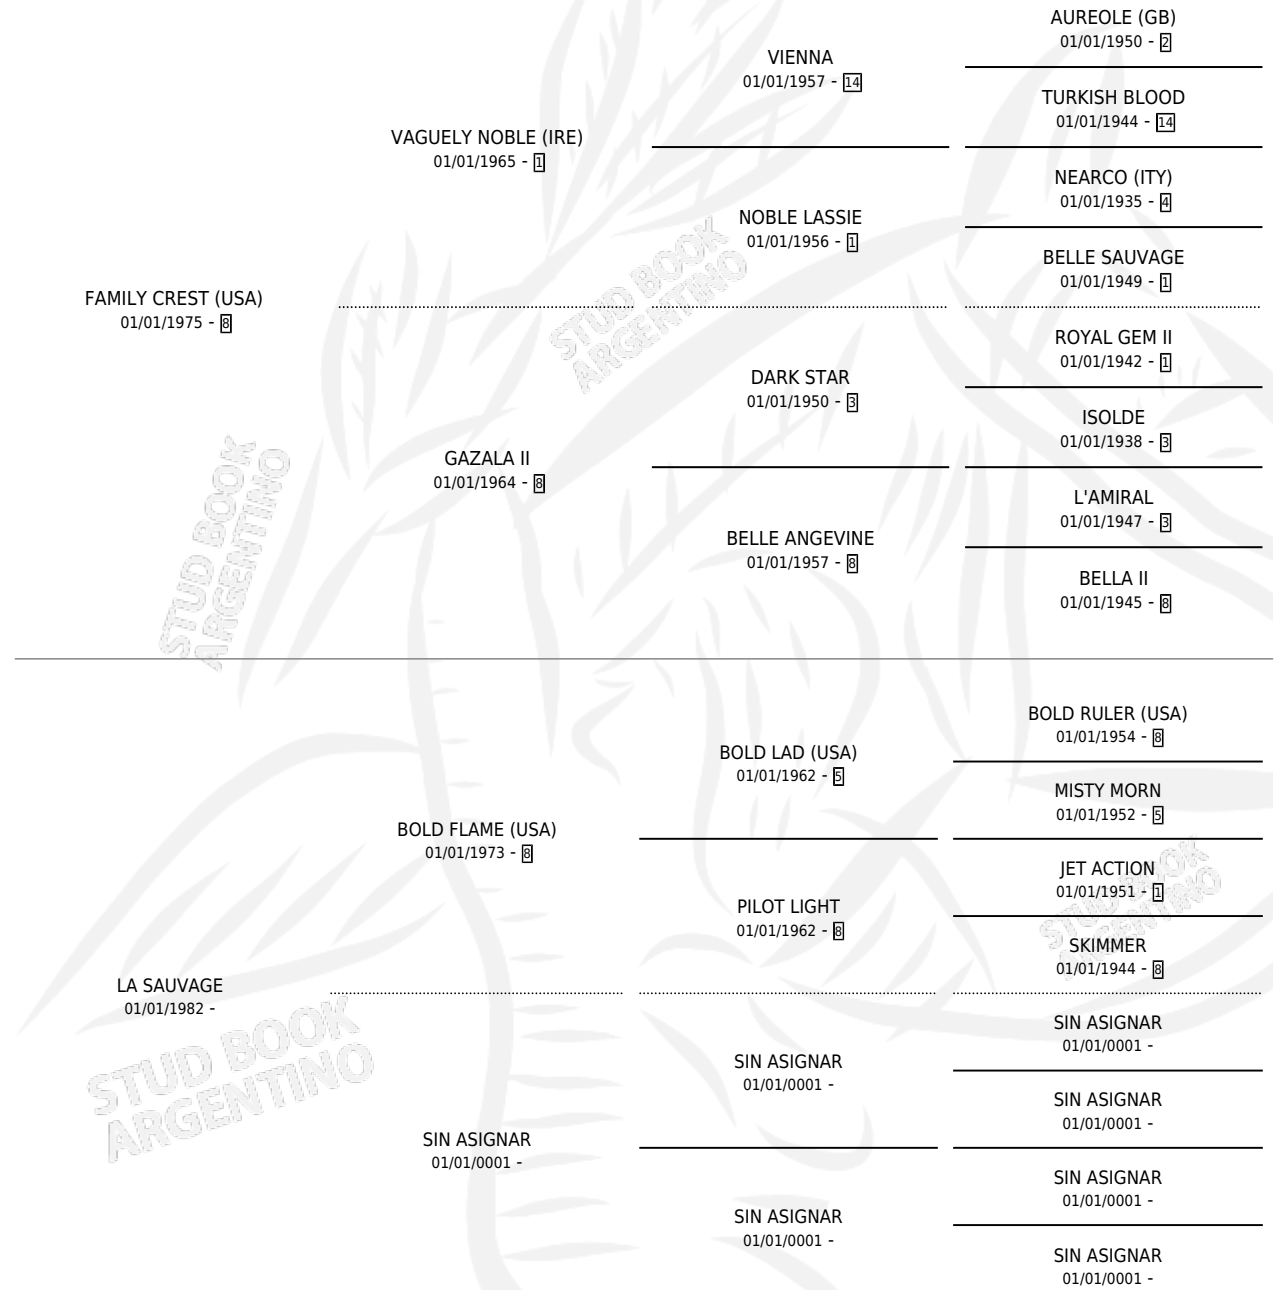 AUREOLE (GB)
01/01/1950 - 2
VIENNA
01/01/1957 - 14
TURKISH BLOOD
01/01/1944 - 14
VAGUELY NOBLE (IRE)
01/01/1965 - 1
NEARCO (ITY)
01/01/1935 - 4
NOBLE LASSIE
01/01/1956 - 1
BELLE SAUVAGE
01/01/1949 - 1
FAMILY CREST (USA)
01/01/1975 - 8
ROYAL GEM II
01/01/1942 - 1
DARK STAR
01/01/1950 - 3
ISOLDE
01/01/1938 - 3
GAZALA II
01/01/1964 - 8
L'AMIRAL
01/01/1947 - 3
BELLE ANGEVINE
01/01/1957 - 8
BELLA II
01/01/1945 - 8
BOLD RULER (USA)
01/01/1954 - 8
BOLD LAD (USA)
01/01/1962 - 5
MISTY MORN
01/01/1952 - 5
BOLD FLAME (USA)
01/01/1973 - 8
JET ACTION
01/01/1951 - 1
PILOT LIGHT
01/01/1962 - 8
SKIMMER
01/01/1944 - 8
LA SAUVAGE
01/01/1982 -
SIN ASIGNAR
01/01/0001 -
SIN ASIGNAR
01/01/0001 -
SIN ASIGNAR
01/01/0001 -
SIN ASIGNAR
01/01/0001 -
SIN ASIGNAR
01/01/0001 -
SIN ASIGNAR
01/01/0001 -
SIN ASIGNAR
01/01/0001 -
STUD BOOK
ARGENTINO
STUD BOOK
ARGENTINO
STUD BOOK
ARGENTINO
STUD BOOK
ARGENTINO